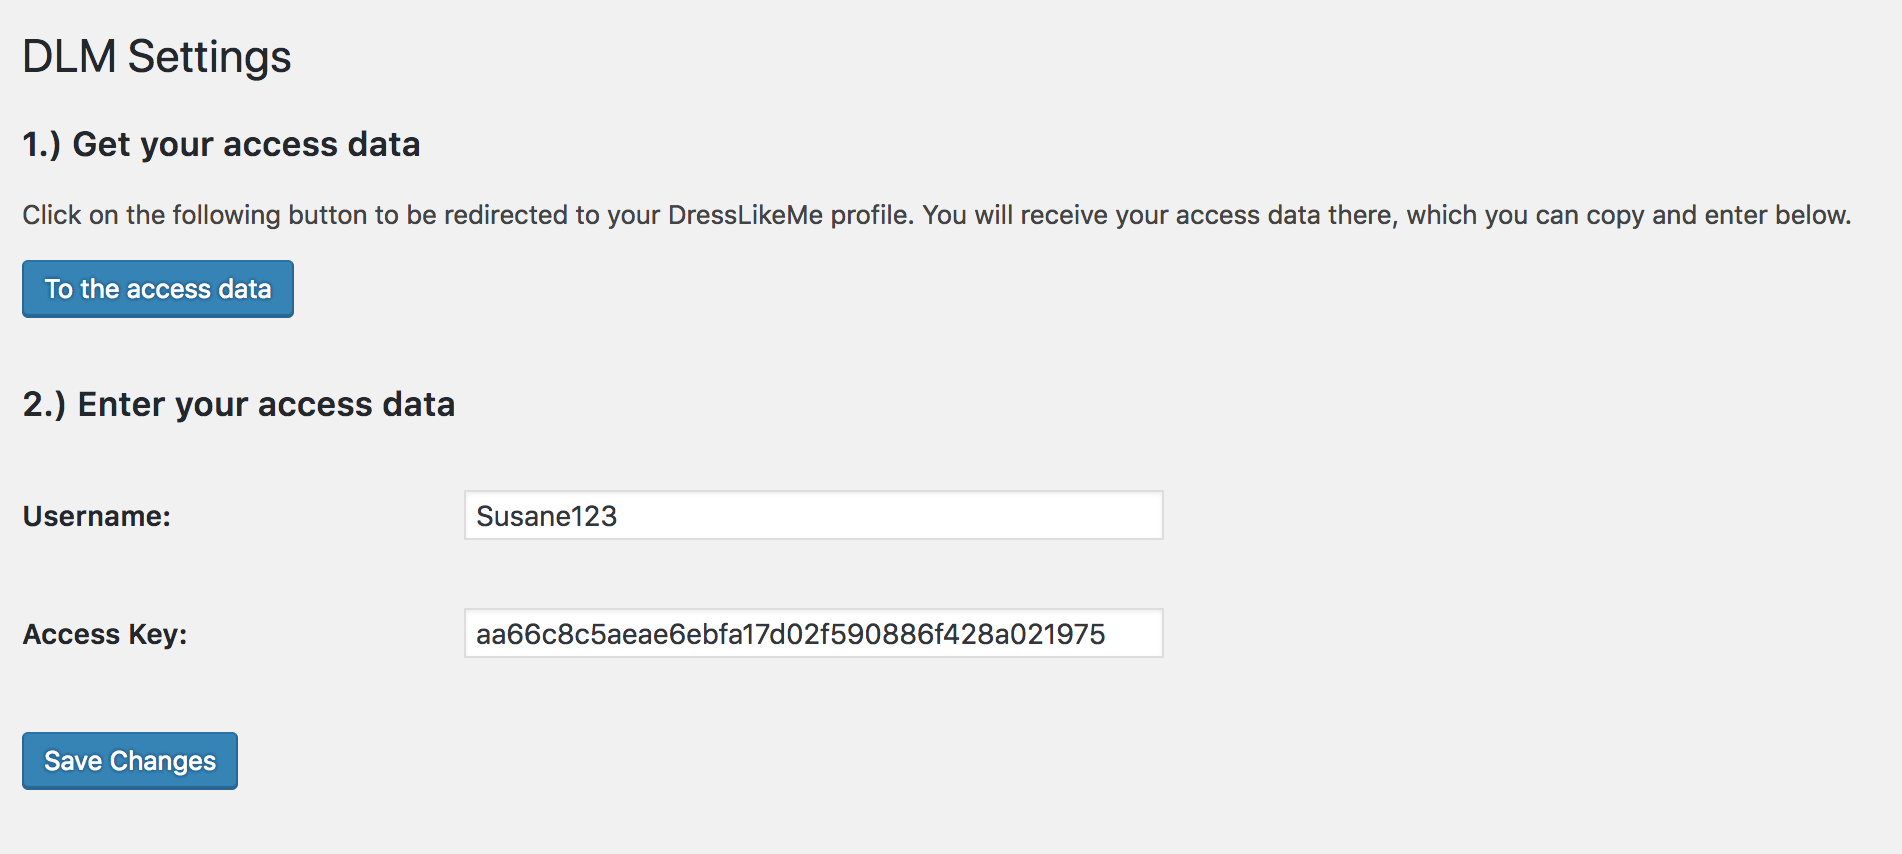 DLM Settings
1.) Get your access data
Click on the following button to be redirected to your DressLikeMe profile. You will receive your access data there, which you can copy and enter below.
To the access data
2.) Enter your access data
Username:
Susane123
Access Key:
aa66c8c5aeae6ebfa17d02f590886f428a021975
Save Changes